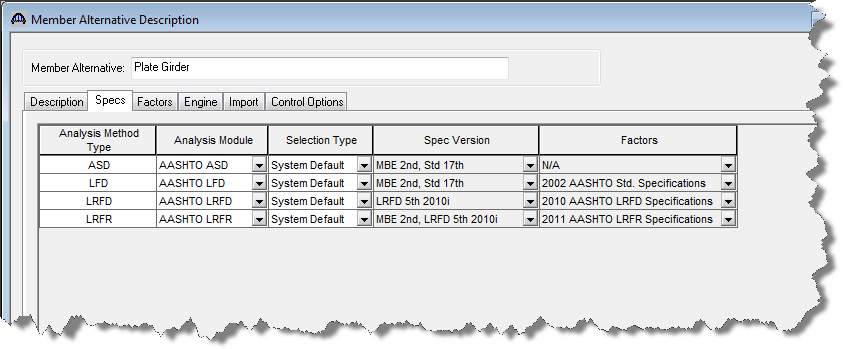 Member Alternative Description
Member Alternative: Plate Girder
Description Specs Factors Engine Import Control Options
Analysis Method Type Analysis Module Selection Type Spec Version Factors
ASD AASHTO ASD System Default MBE 2nd, Std 17th N/A
LFD AASHTO LFD System Default MBE 2nd, Std 17th 2002 AASHTO Std. Specifications
LRFD AASHTO LRFD System Default LRFD 5th 2010i 2010 AASHTO LRFD Specifications
LRFR AASHTO LRFR System Default MBE 2nd, LRFD 5th 2010i 2011 AASHTO LRFR Specifications